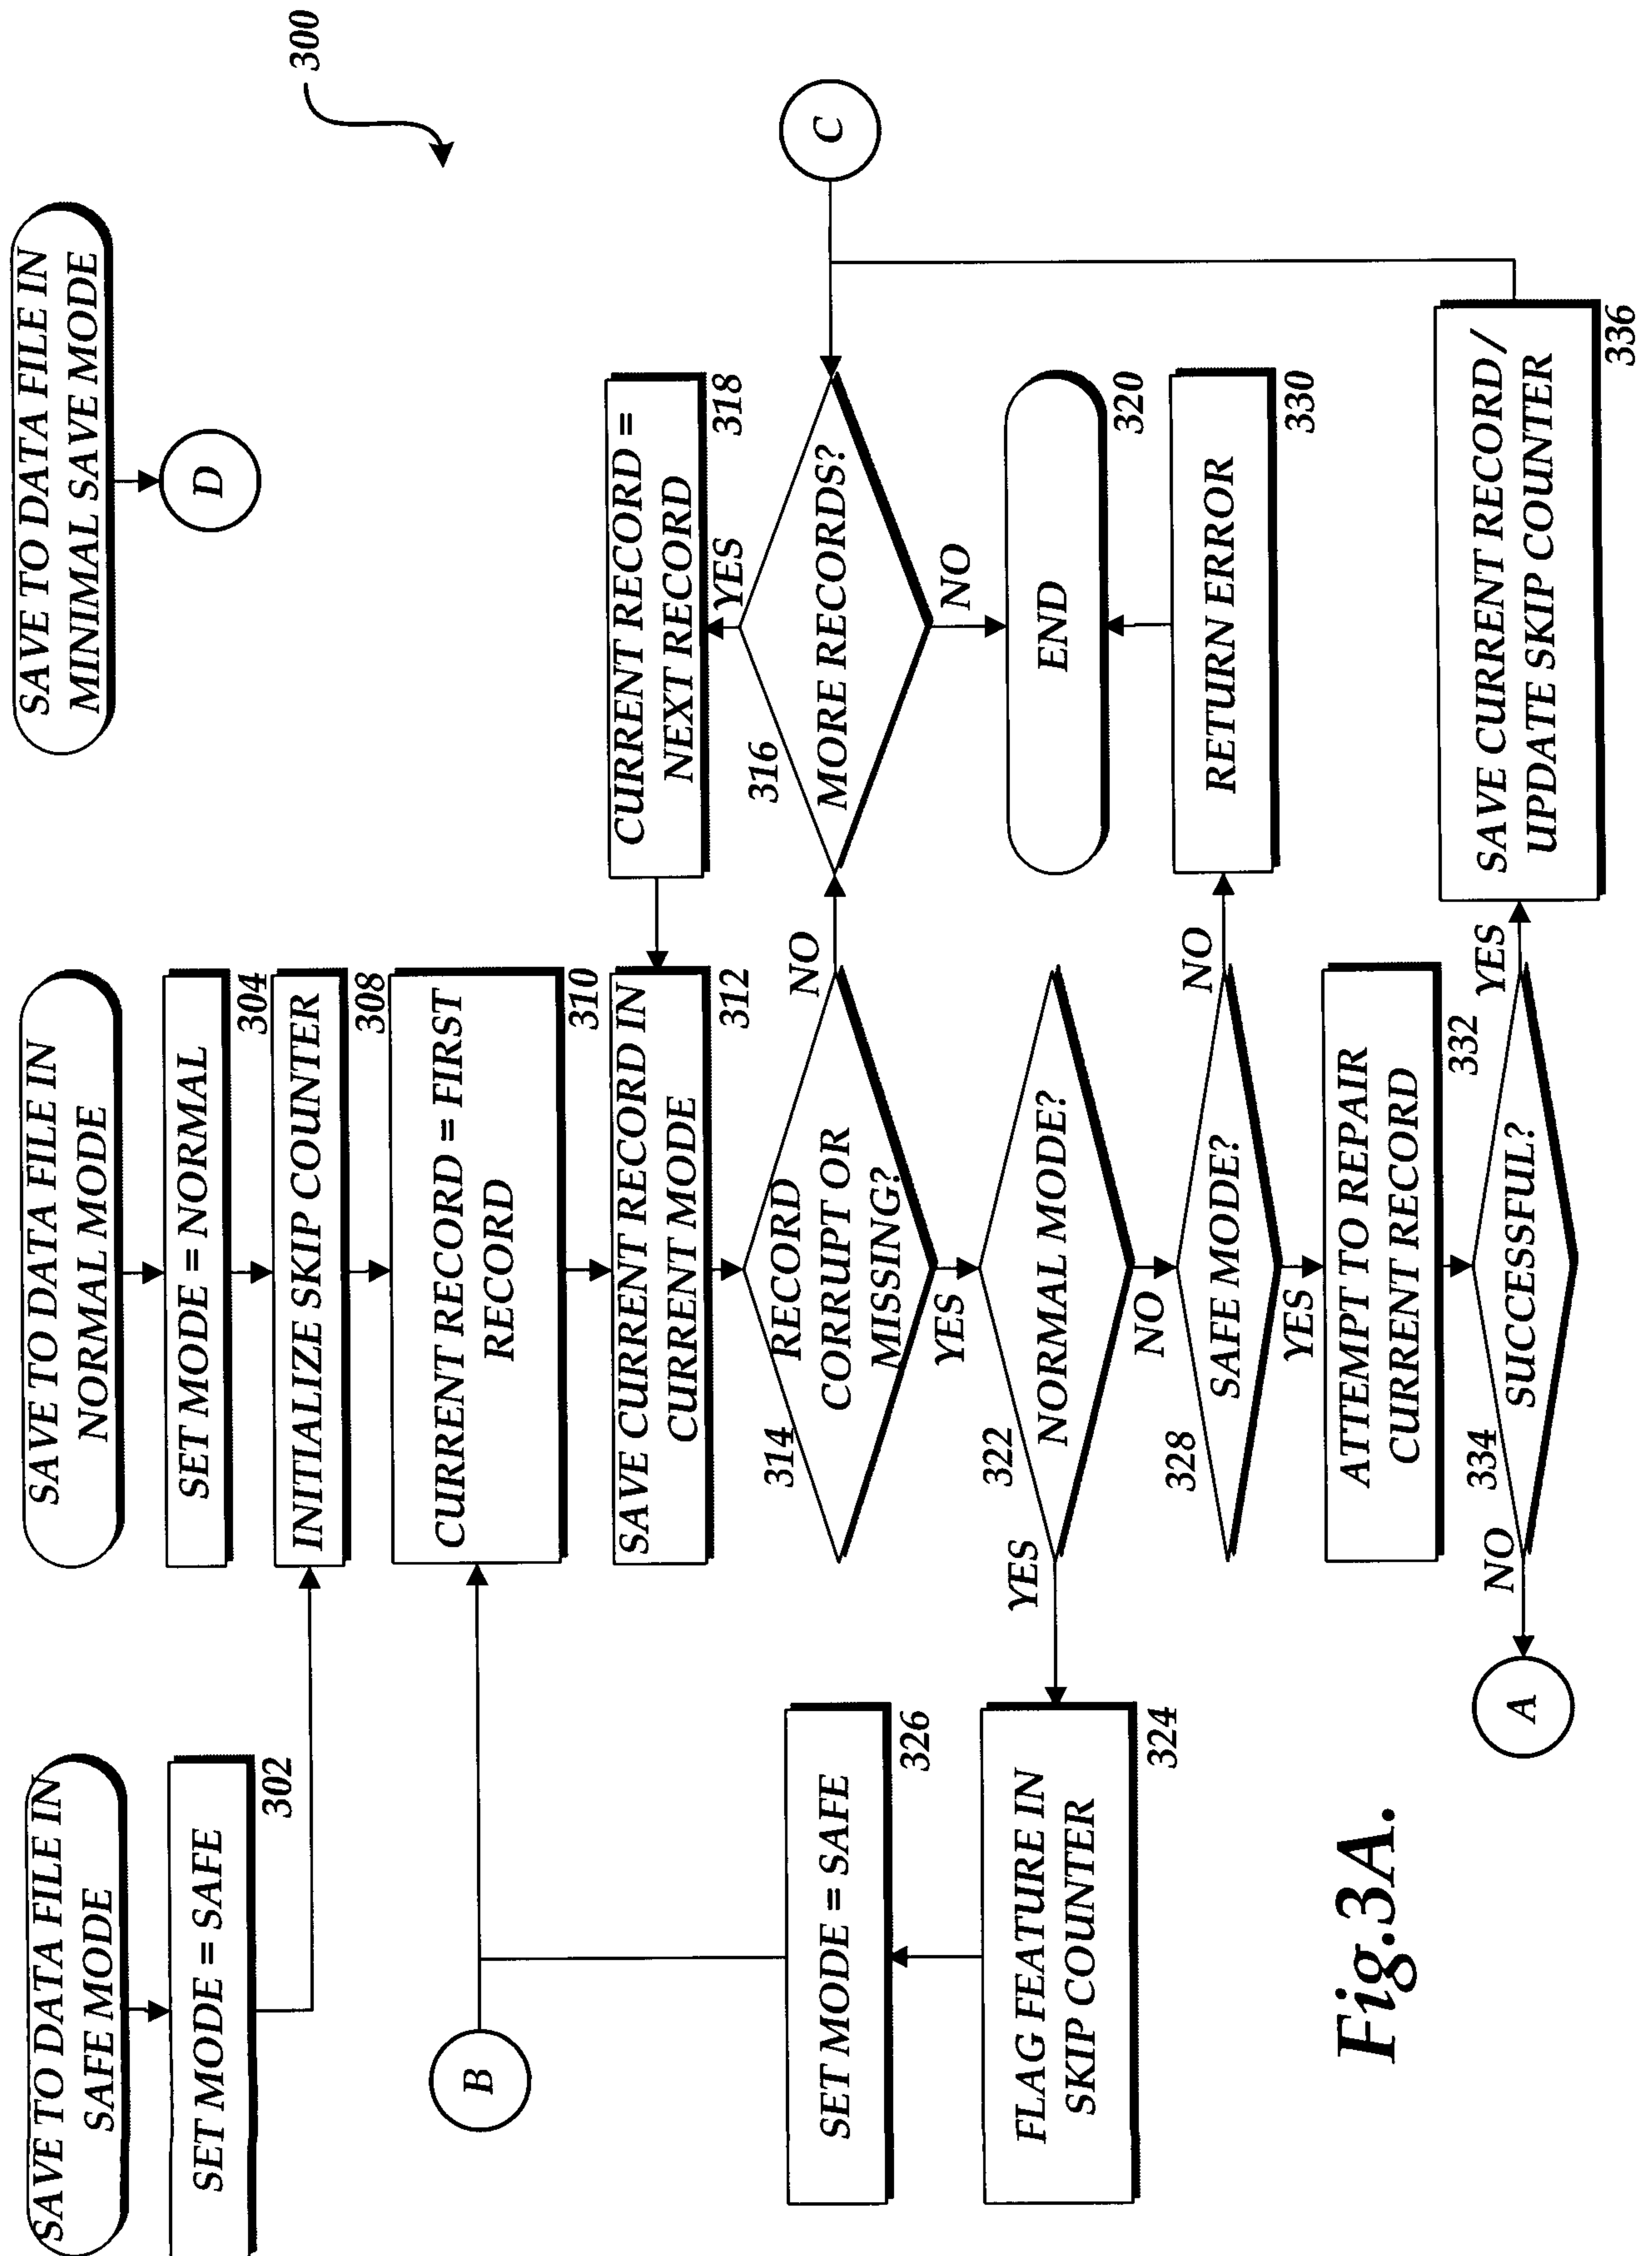 300
SAVE TO DATA FILE IN
SAFE MODE
SET MODE = SAFE
302
SAVE TO DATA FILE IN
NORMAL MODE
SET MODE = NORMAL
304
INITIALIZE SKIP COUNTER
308
CURRENT RECORD = FIRST
RECORD
310
SAVE CURRENT RECORD IN
CURRENT MODE
312
SAVE TO DATA FILE IN
MINIMAL SAVE MODE
D
B
CURRENT RECORD =
NEXT RECORD
318
YES
314
RECORD
CORRUPT OR
MISSING?
NO
YES
316
MORE RECORDS?
NO
C
SET MODE = SAFE
326
FLAG FEATURE IN
SKIP COUNTER
324
YES
322
NORMAL MODE?
NO
END
320
328
SAFE MODE?
NO
YES
RETURN ERROR
330
ATTEMPT TO REPAIR
CURRENT RECORD
332
A
NO
334
SUCCESSFUL?
YES
SAVE CURRENT RECORD /
UPDATE SKIP COUNTER
336
Fig.3A.